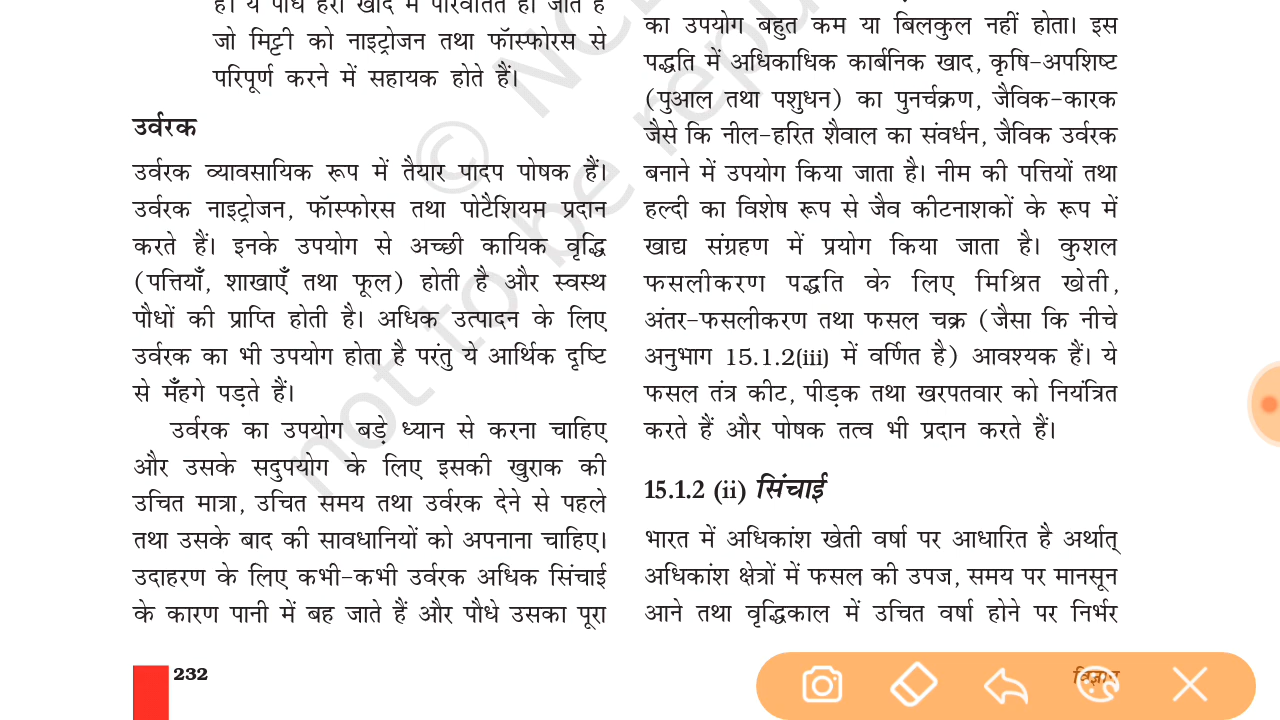 जो मिट्टी को नाइट्रोजन तथा फॉस्फोरस से
परिपूर्ण करने में सहायक होते हैं।
उर्वरक
उर्वरक व्यावसायिक रूप में तैयार पादप पोषक हैं।
उर्वरक नाइट्रोजन, फॉस्फोरस तथा पोटैशियम प्रदान
करते हैं। इनके उपयोग से अच्छी कायिक वृद्धि
(पत्तियाँ, शाखाएँ तथा फूल) होती है और स्वस्थ
पौधों की प्राप्ति होती है। अधिक उत्पादन के लिए
उर्वरक का भी उपयोग होता है परंतु ये आर्थिक दृष्टि
से मँहगे पड़ते हैं।
उर्वरक का उपयोग बड़े ध्यान से करना चाहिए
और उसके सदुपयोग के लिए इसकी खुराक की
उचित मात्रा, उचित समय तथा उर्वरक देने से पहले
तथा उसके बाद की सावधानियों को अपनाना चाहिए।
उदाहरण के लिए कभी-कभी उर्वरक अधिक सिंचाई
के कारण पानी में बह जाते हैं और पौधे उसका पूरा
का उपयोग बहुत कम या बिलकुल नहीं होता। इस
पद्धति में अधिकाधिक कार्बनिक खाद, कृषि-अपशिष्ट
(पुआल तथा पशुधन) का पुनर्चक्रण, जैविक-कारक
जैसे कि नील-हरित शैवाल का संवर्धन, जैविक उर्वरक
बनाने में उपयोग किया जाता है। नीम की पत्तियों तथा
हल्दी का विशेष रूप से जैव कीटनाशकों के रूप में
खाद्य संग्रहण में प्रयोग किया जाता है। कुशल
फसलीकरण पद्धति के लिए मिश्रित खेती,
अंतर-फसलीकरण तथा फसल चक्र (जैसा कि नीचे
अनुभाग 15.1.2(iii) में वर्णित है) आवश्यक हैं। ये
फसल तंत्र कीट, पीड़क तथा खरपतवार को नियंत्रित
करते हैं और पोषक तत्व भी प्रदान करते हैं।
15.1.2 (ii) सिंचाई
भारत में अधिकांश खेती वर्षा पर आधारित है अर्थात्
अधिकांश क्षेत्रों में फसल की उपज, समय पर मानसून
आने तथा वृद्धिकाल में उचित वर्षा होने पर निर्भर
232
© NCE
not to be repu